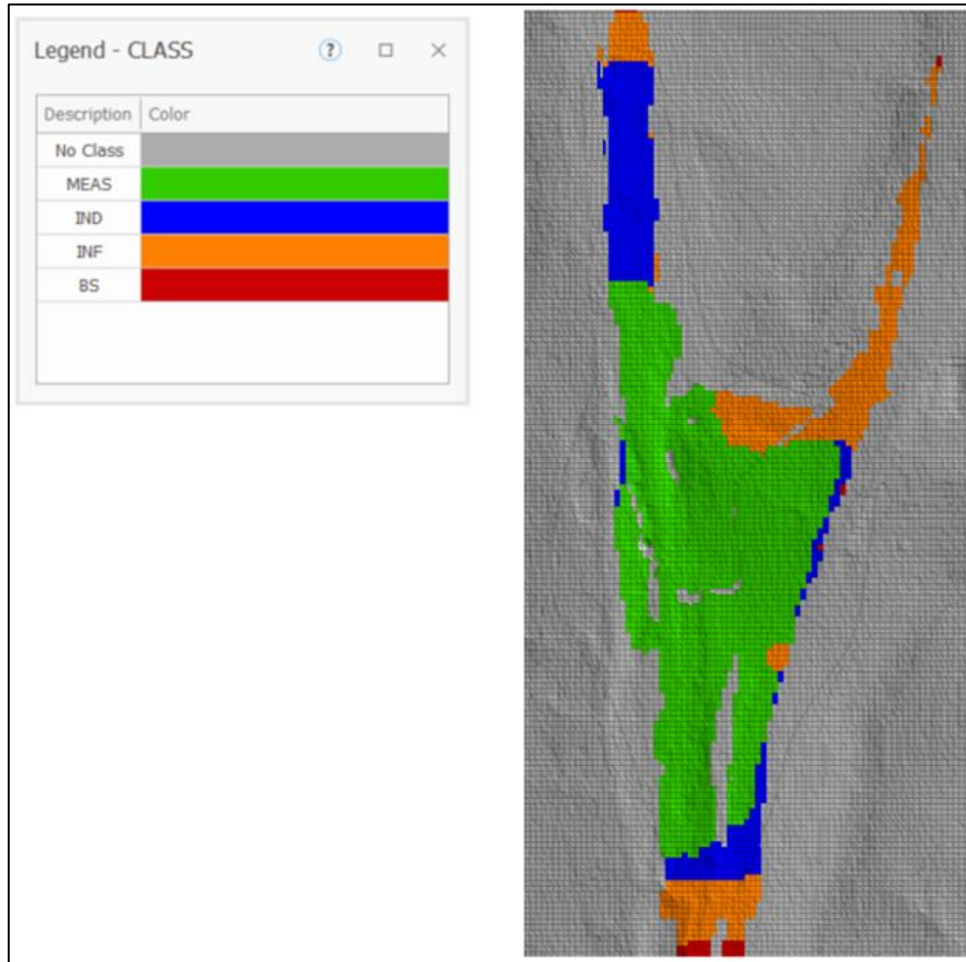 Legend - CLASS ?
Description Color
No Class
MEAS
IND
INF
BS